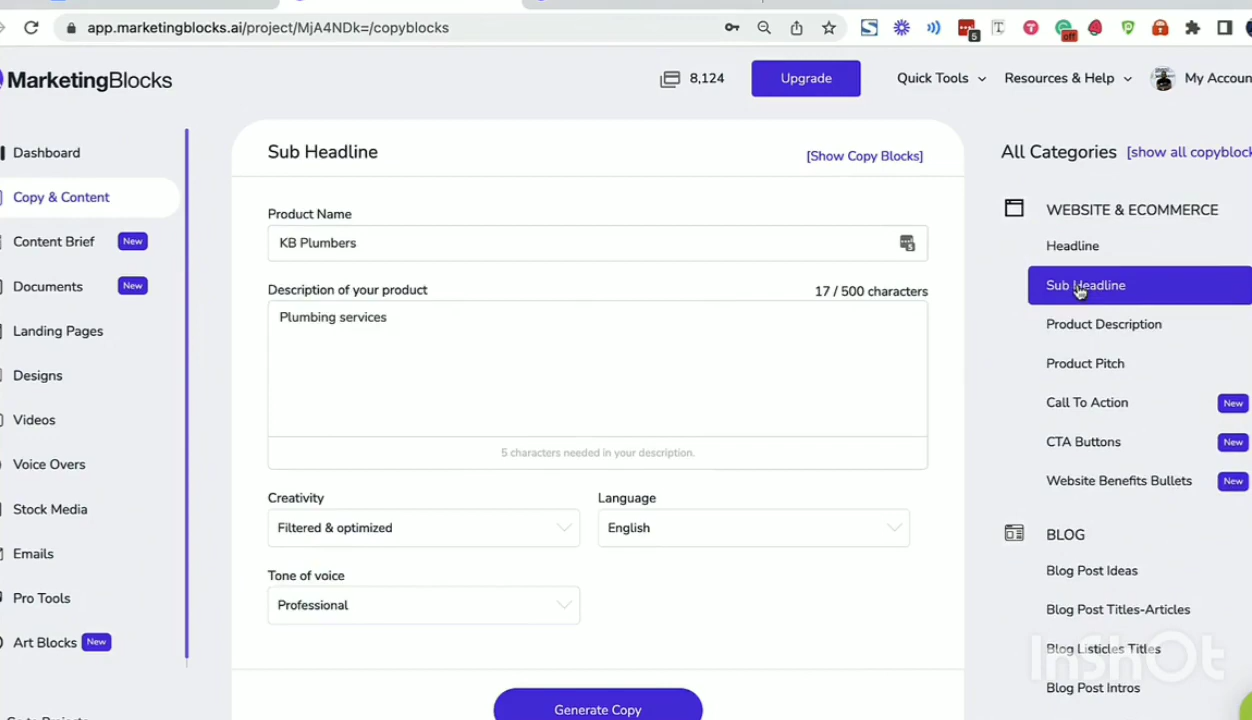 app.marketingblocks.ai/project/MjA4NDk=/copyblocks
5
off
MarketingBlocks
8,124
Upgrade
Quick Tools
Resources & Help
My Accoun
Dashboard
Copy & Content
Content Brief New
Documents New
Landing Pages
Designs
Videos
Voice Overs
Stock Media
Emails
Pro Tools
Art Blocks New
Sub Headline
[Show Copy Blocks]
Product Name
KB Plumbers
5
Description of your product
17 / 500 characters
Plumbing services
5 characters needed in your description.
Creativity
Filtered & optimized
Language
English
Tone of voice
Professional
Generate Copy
All Categories [show all copyblock
WEBSITE & ECOMMERCE
Headline
Sub Headline
Product Description
Product Pitch
Call To Action New
CTA Buttons New
Website Benefits Bullets New
BLOG
Blog Post Ideas
Blog Post Titles-Articles
Blog Listicles Titles
Blog Post Intros
InShOt